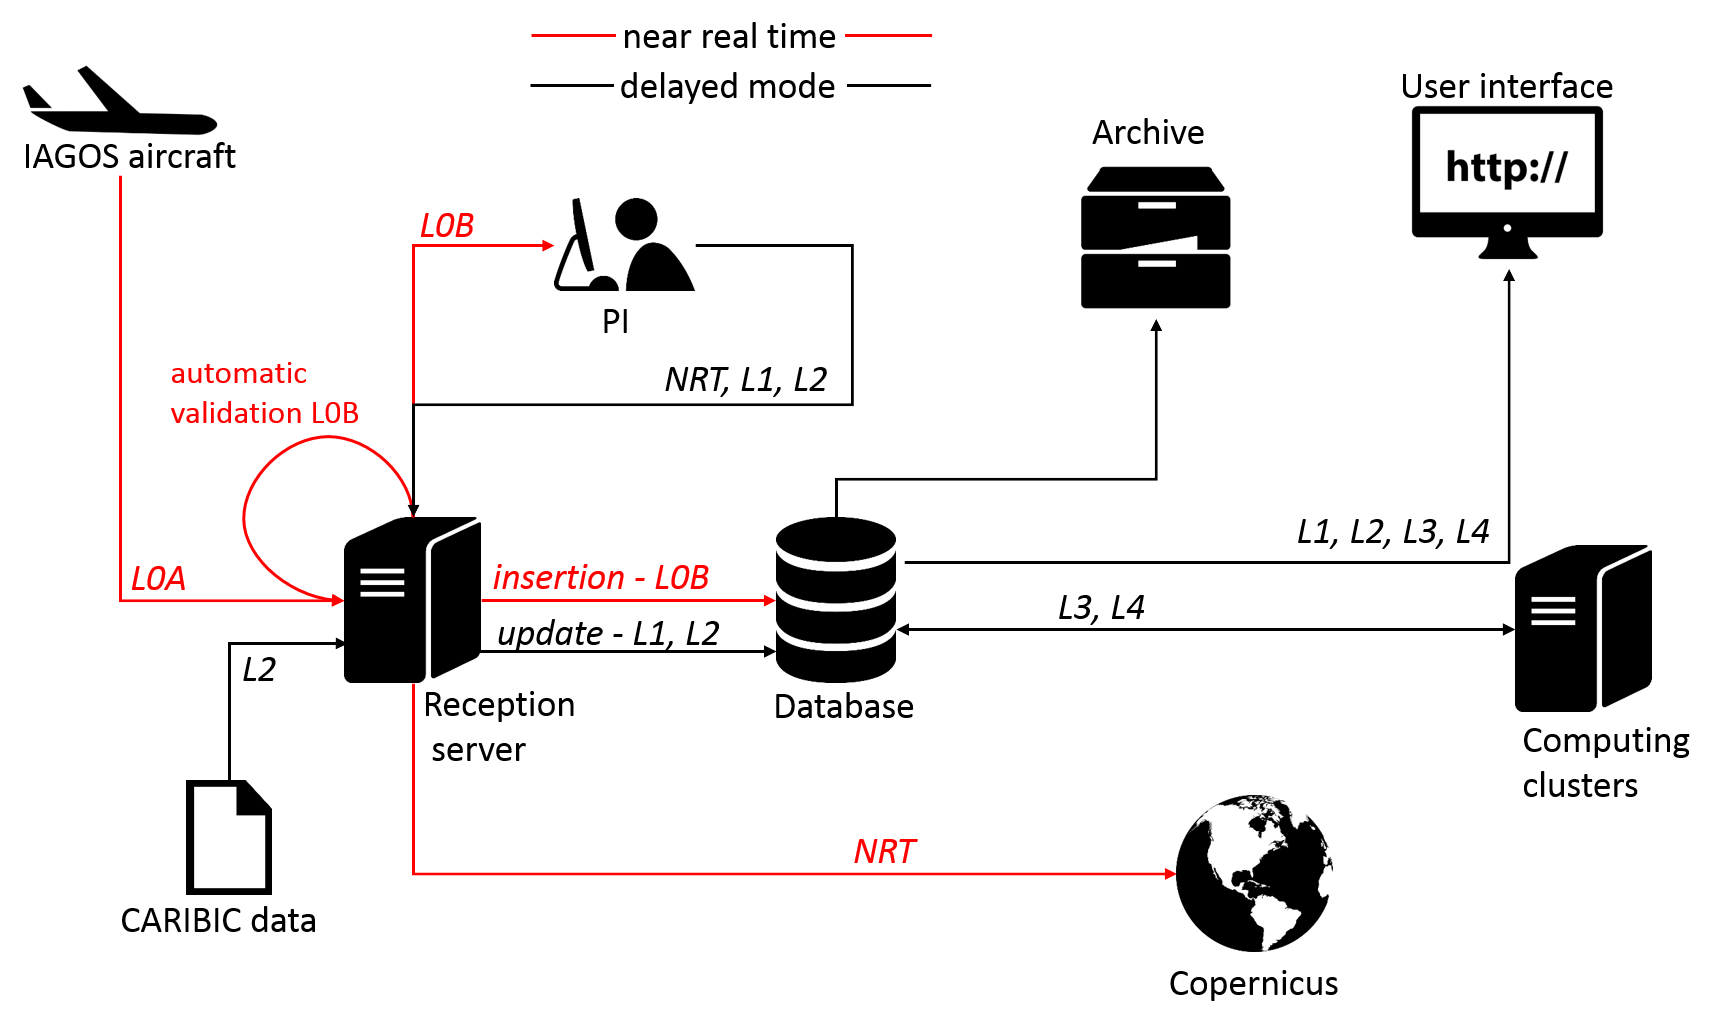 near real time
delayed mode
IAGOS aircraft
User interface
http://
Archive
L0B
PI
NRT, L1, L2
automatic
validation L0B
L0A
insertion - L0B
update - L1, L2
L2
L1, L2, L3, L4
L3, L4
Reception
server
Database
Computing
clusters
NRT
CARIBIC data
Copernicus